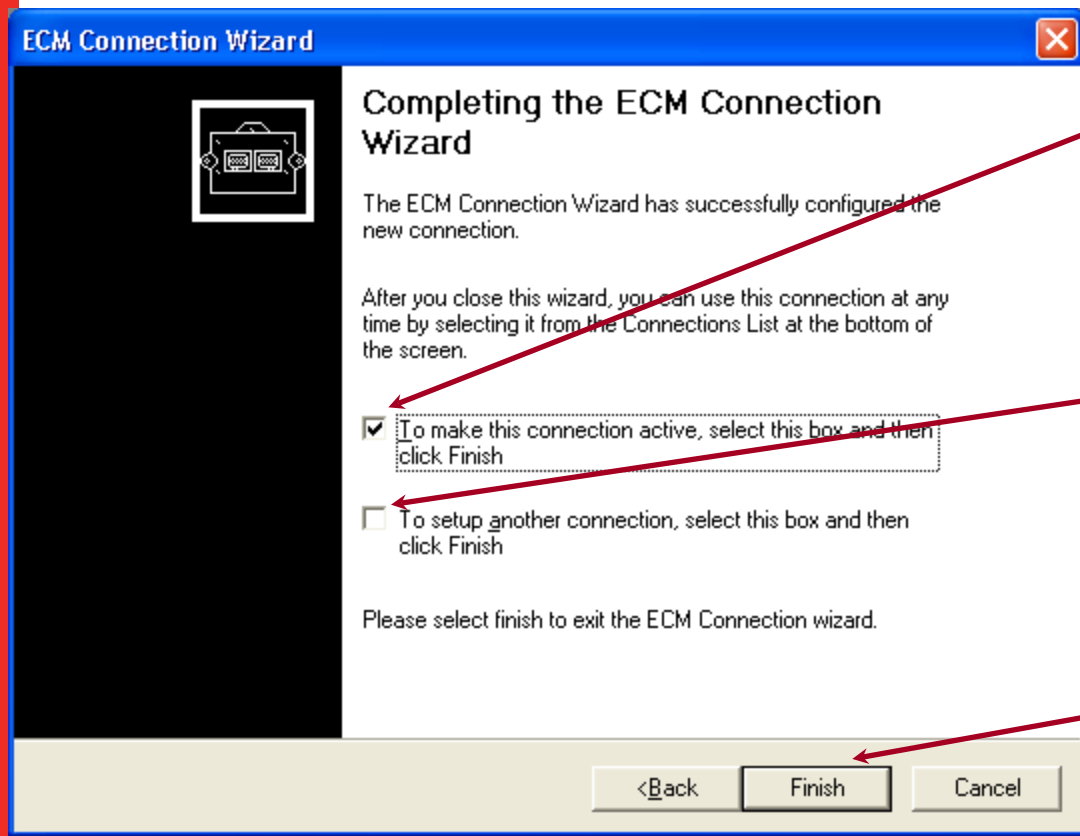 ECM Connection Wizard
Completing the ECM Connection
Wizard
The ECM Connection Wizard has successfully configured the
new connection.
After you close this wizard, you can use this connection at any
time by selecting it from the Connections List at the bottom of
the screen.
To make this connection active, select this box and then
click Finish
To setup another connection, select this box and then
click Finish
Please select finish to exit the ECM Connection wizard.
<Back
Finish
Cancel